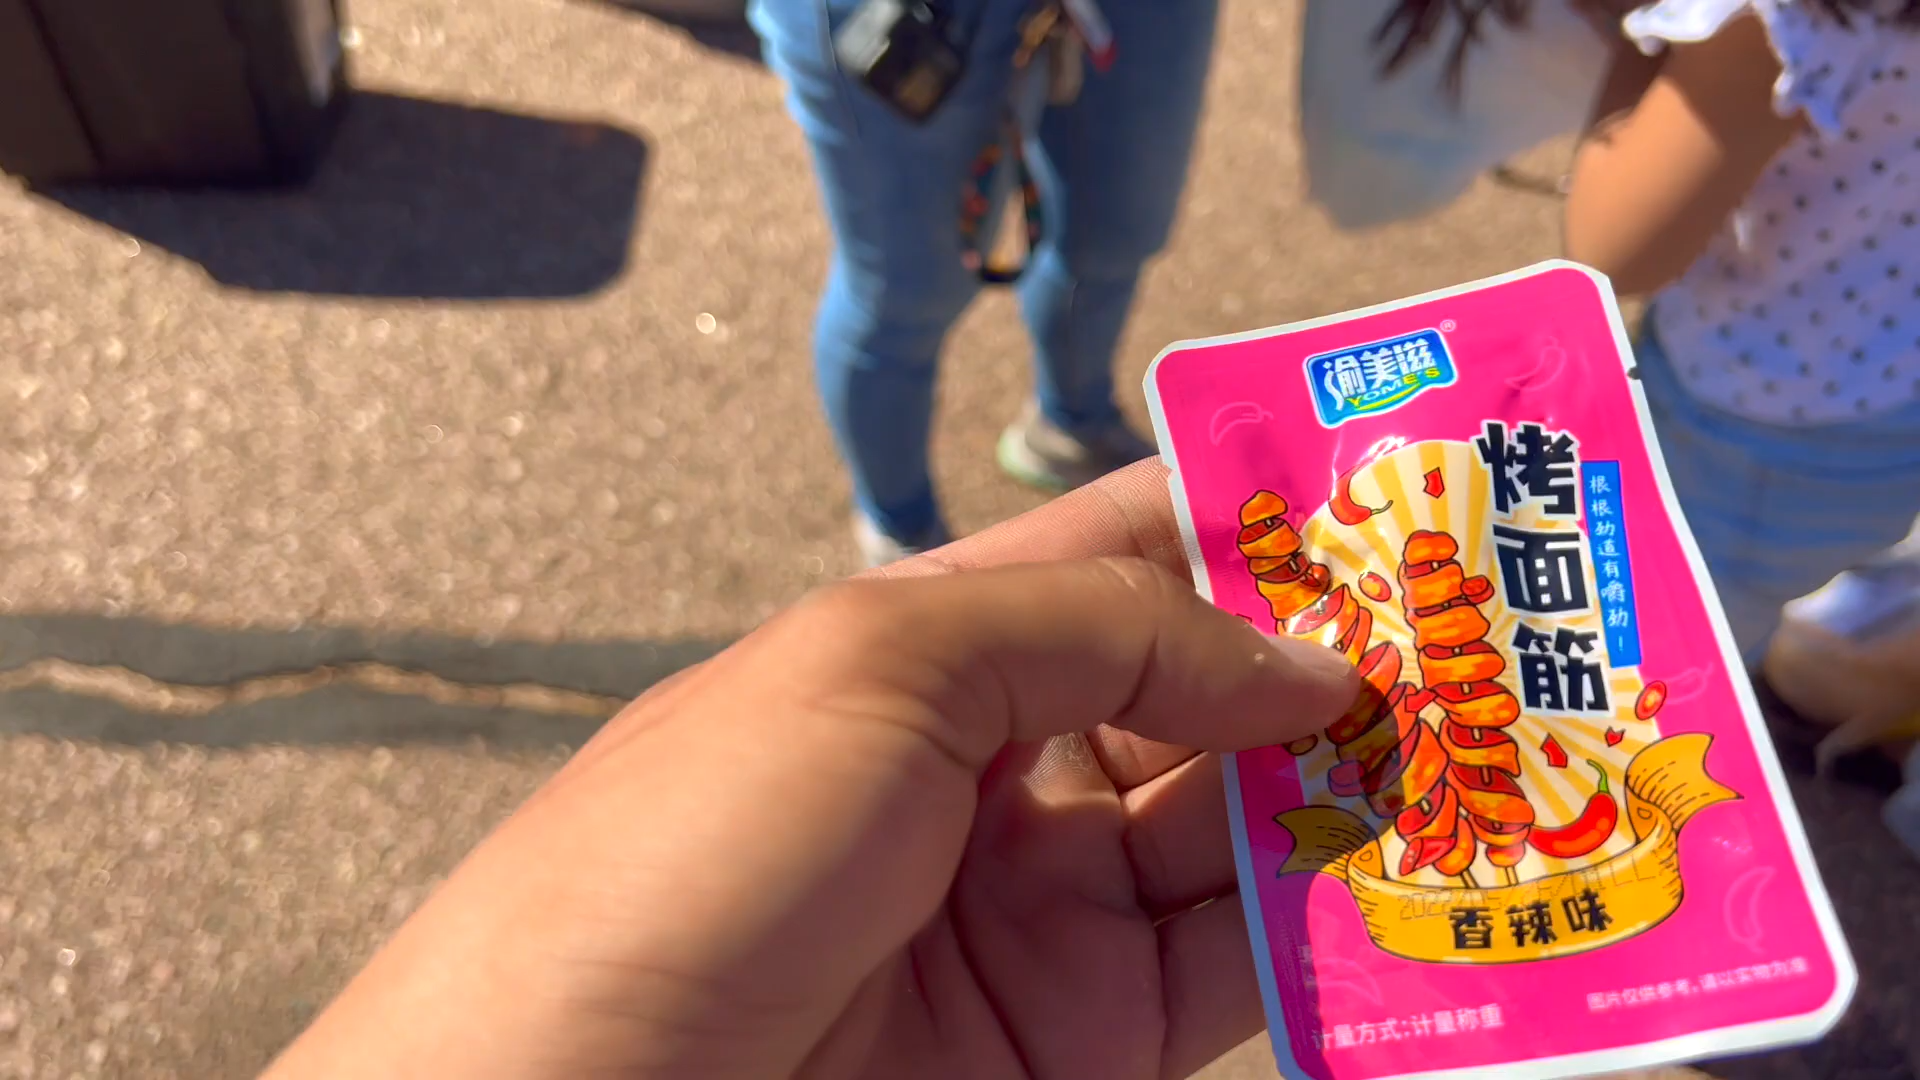 渝美滋®
YOME'S
烤面筋
根根劲道有嚼劲！
香辣味
计量方式：计量称重
图片仅供参考，请以实物为准